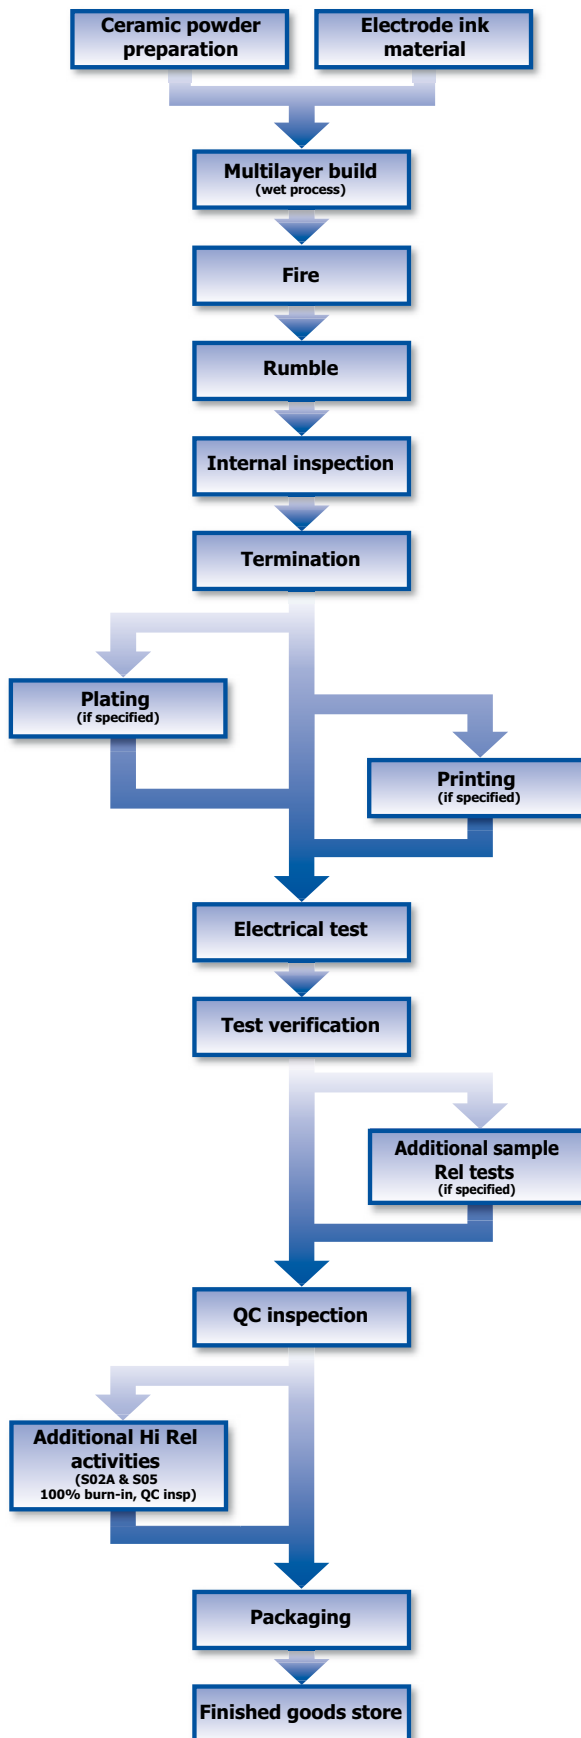 Ceramic powder
preparation
Electrode ink
material
Multilayer build
(wet process)
Fire
Rumble
Internal inspection
Termination
Plating
(if specified)
Printing
(if specified)
Electrical test
Test verification
Additional sample
Rel tests
(if specified)
QC inspection
Additional Hi Rel
activities
(S02A & S05
100% burn-in, QC insp)
Packaging
Finished goods store